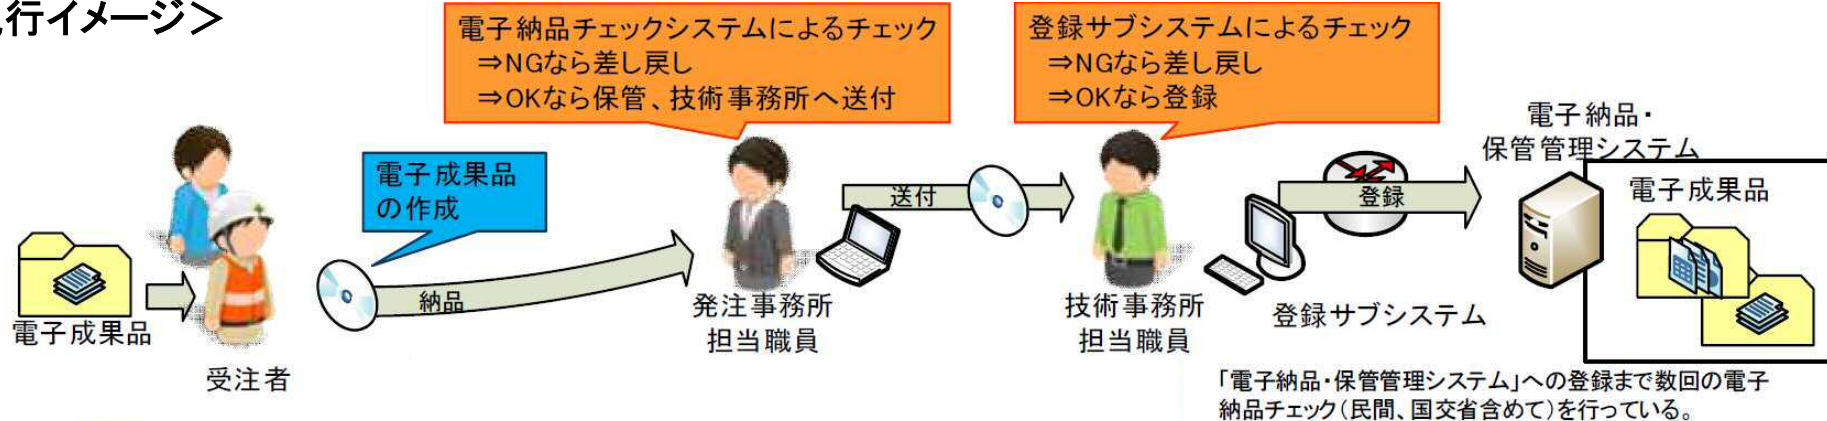 行イメージ＞
電子納品チェックシステムによるチェック
⇒NGなら差し戻し
⇒OKなら保管、技術事務所へ送付
登録サブシステムによるチェック
⇒NGなら差し戻し
⇒OKなら登録
電子納品・
保管管理システム
電子成果品
の作成
電子成果品
送付
登録
納品
電子成果品
受注者
発注事務所
担当職員
技術事務所
担当職員
登録サブシステム
「電子納品・保管管理システム」への登録まで数回の電子
納品チェック（民間、国交省含めて）を行っている。